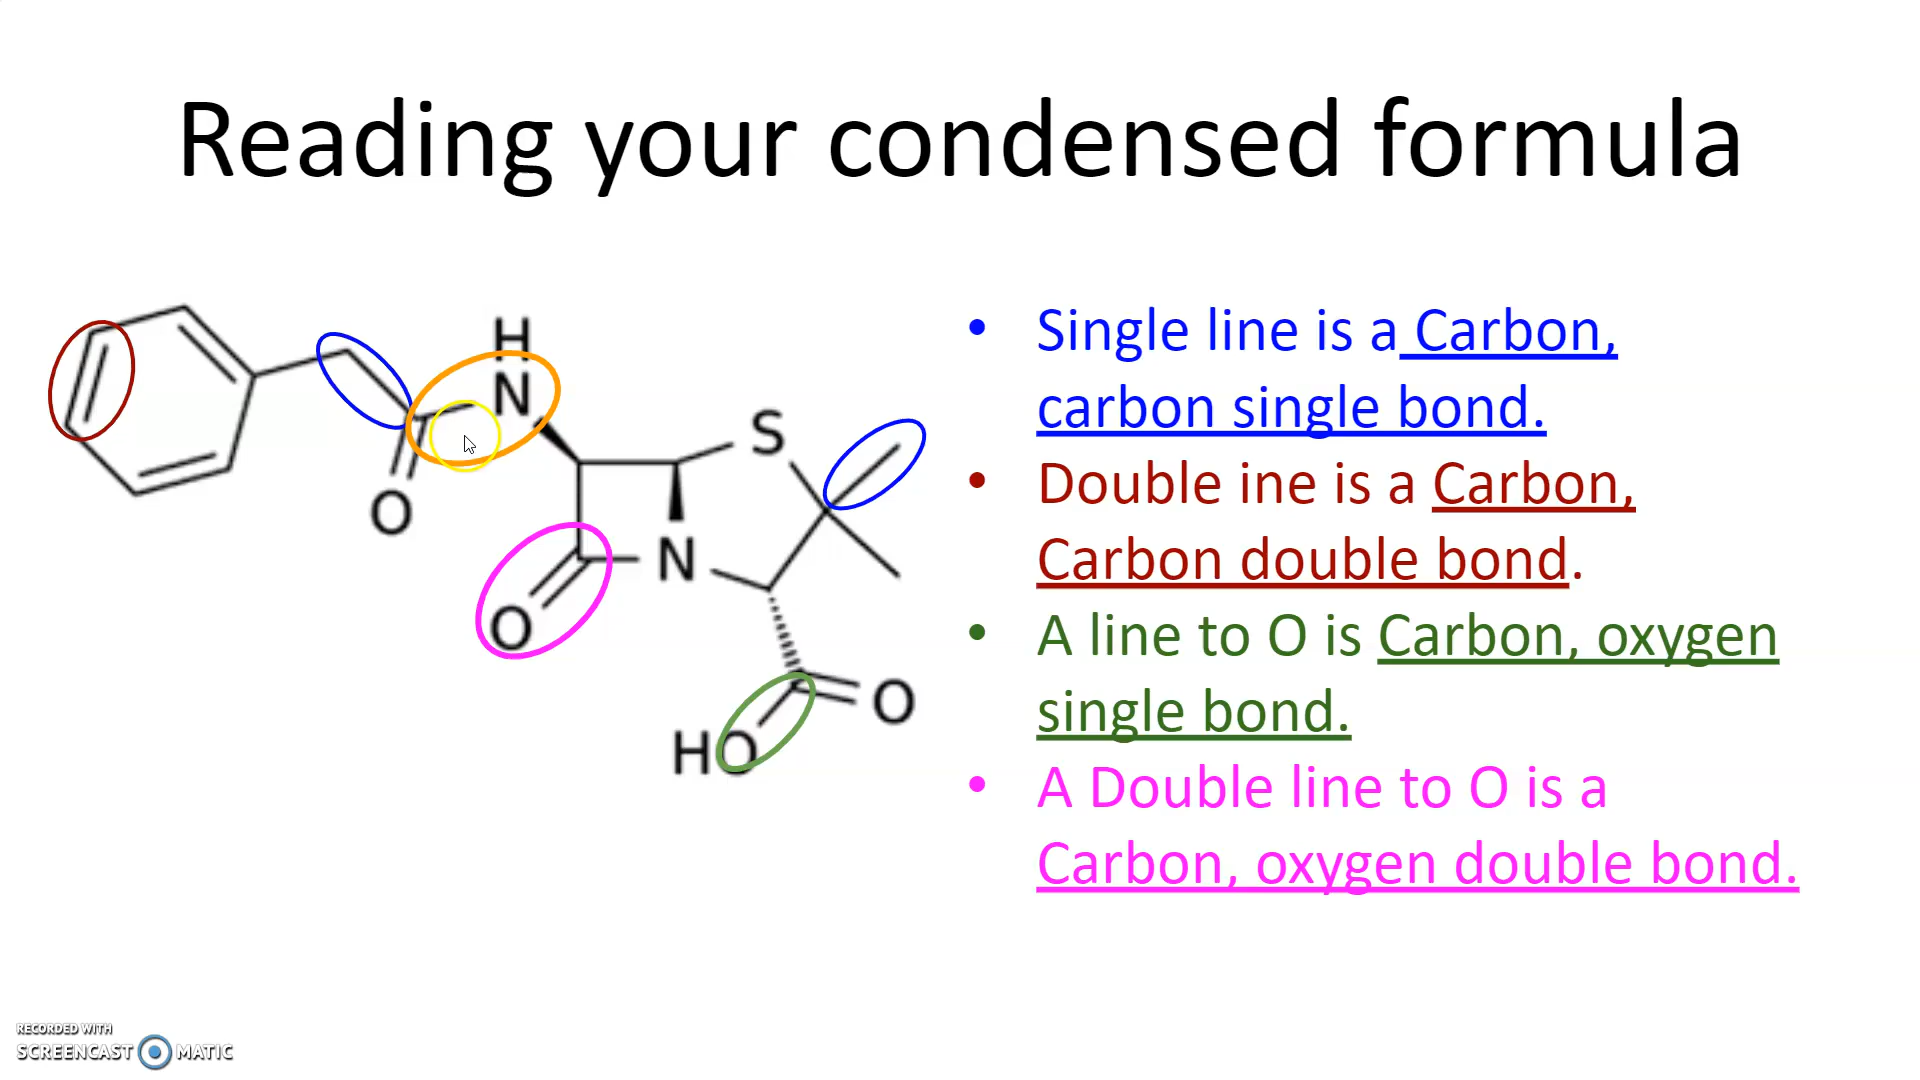 Reading your condensed formula
H
N
S
O
N
O
O
HO
• Single line is a Carbon,
carbon single bond.
• Double ine is a Carbon,
Carbon double bond.
• A line to O is Carbon, oxygen
single bond.
• A Double line to O is a
Carbon, oxygen double bond.
RECORDED WITH
SCREENCAST MATIC